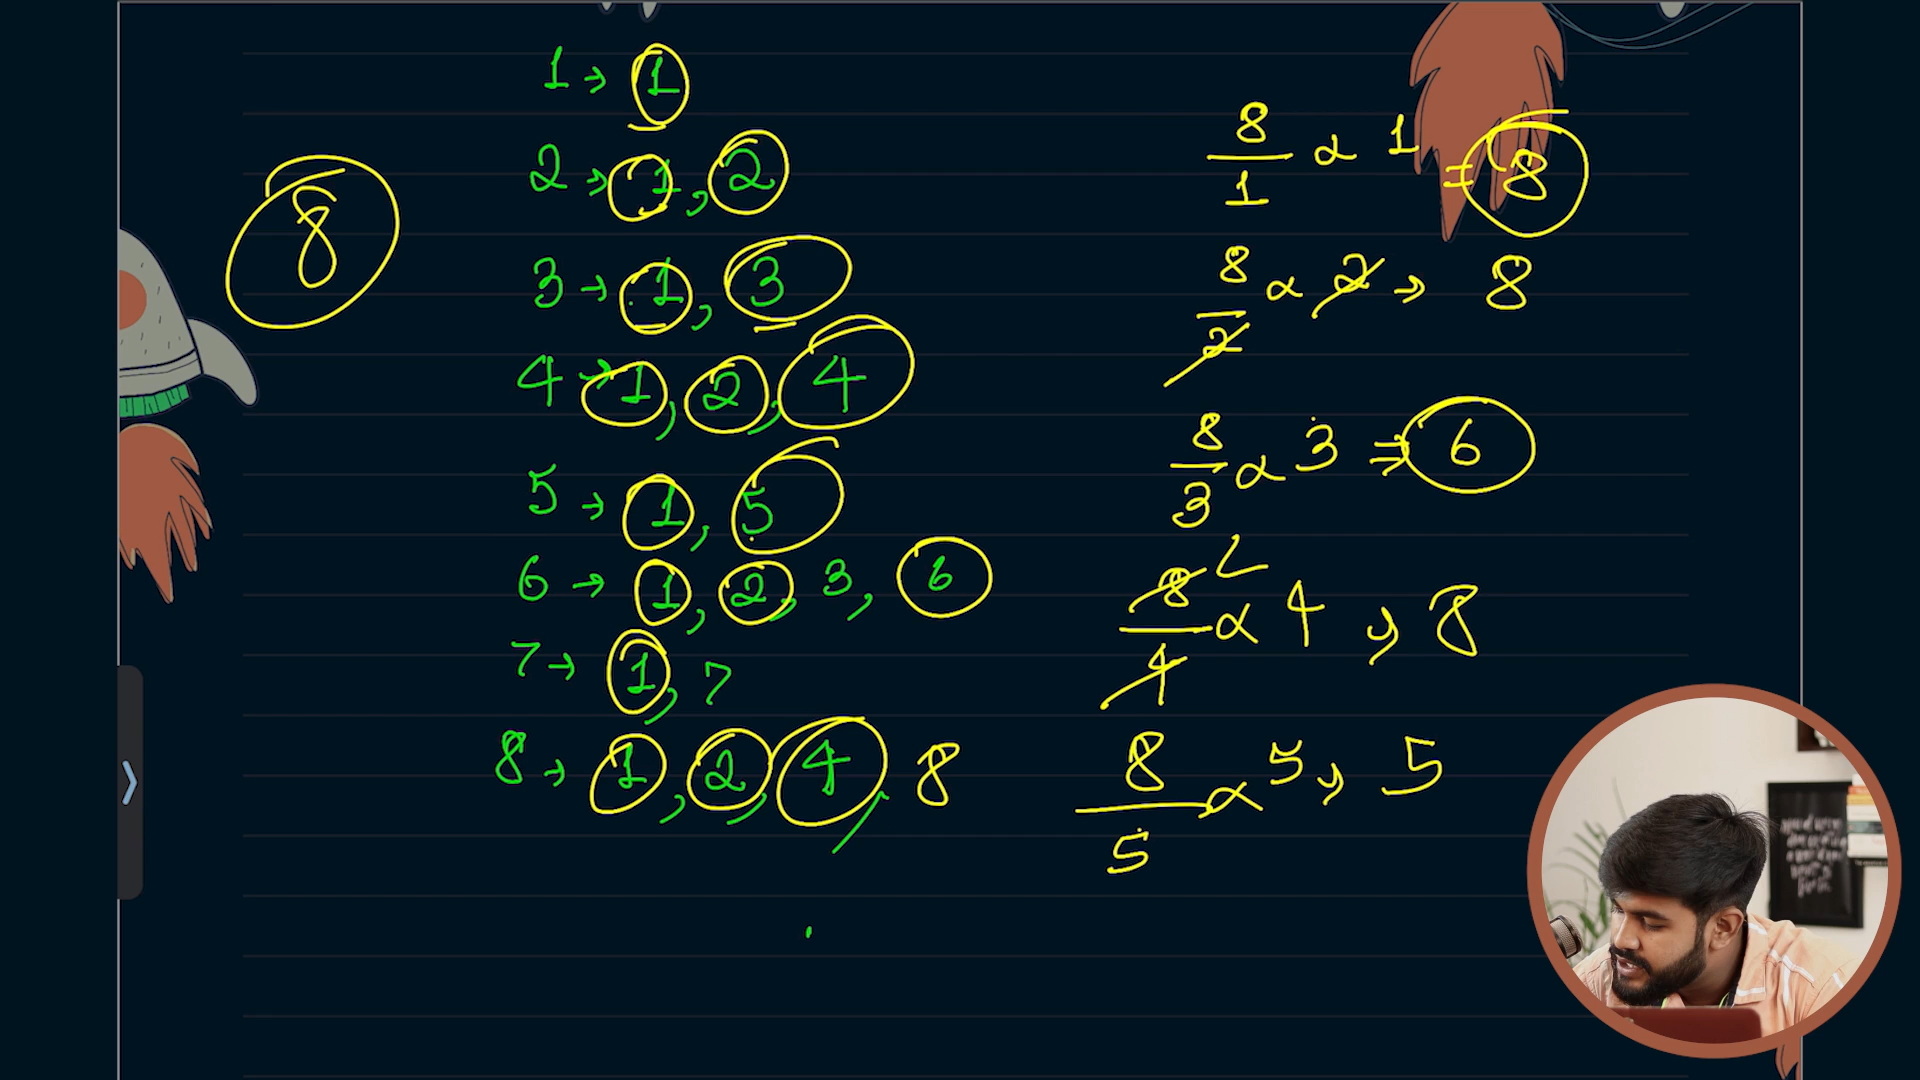 1 → 1
2 → 1, 2
8
3 → 1, 3
4 → 1, 2, 4
5 → 1, 5
6 → 1, 2, 3, 6
7 → 1, 7
8 → 1, 2, 4, 8
8/1 × 1 = 8
8/2 × 2 → 8
8/3 × 3 ⇒ 6
8/4 × 4 → 8
2
8/5 × 5 → 5